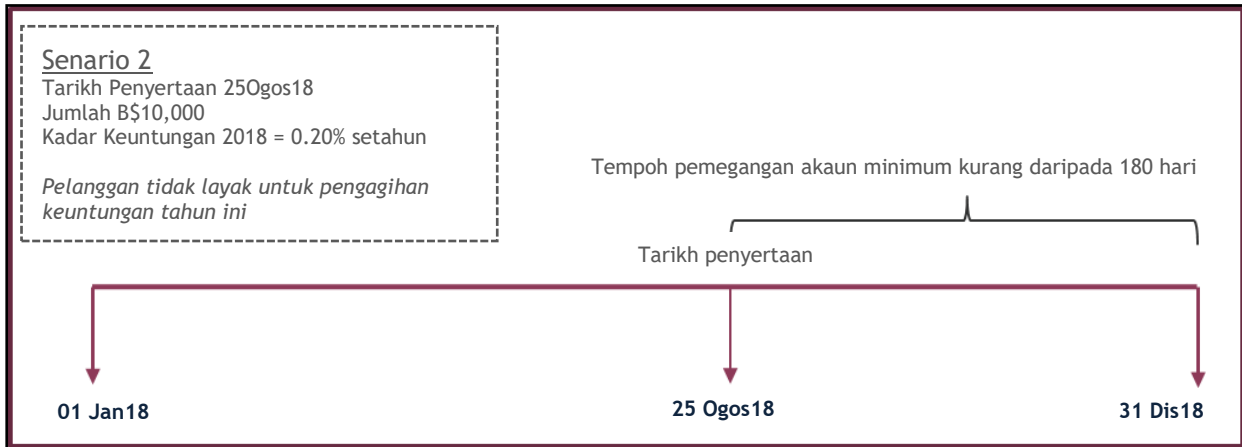 Senario 2
Tarikh Penyertaan 25Ogos18
Jumlah B$10,000
Kadar Keuntungan 2018 = 0.20% setahun
Pelanggan tidak layak untuk pengagihan
keuntungan tahun ini
Tempoh pemegangan akaun minimum kurang daripada 180 hari
Tarikh penyertaan
01 Jan18
25 Ogos18
31 Dis18